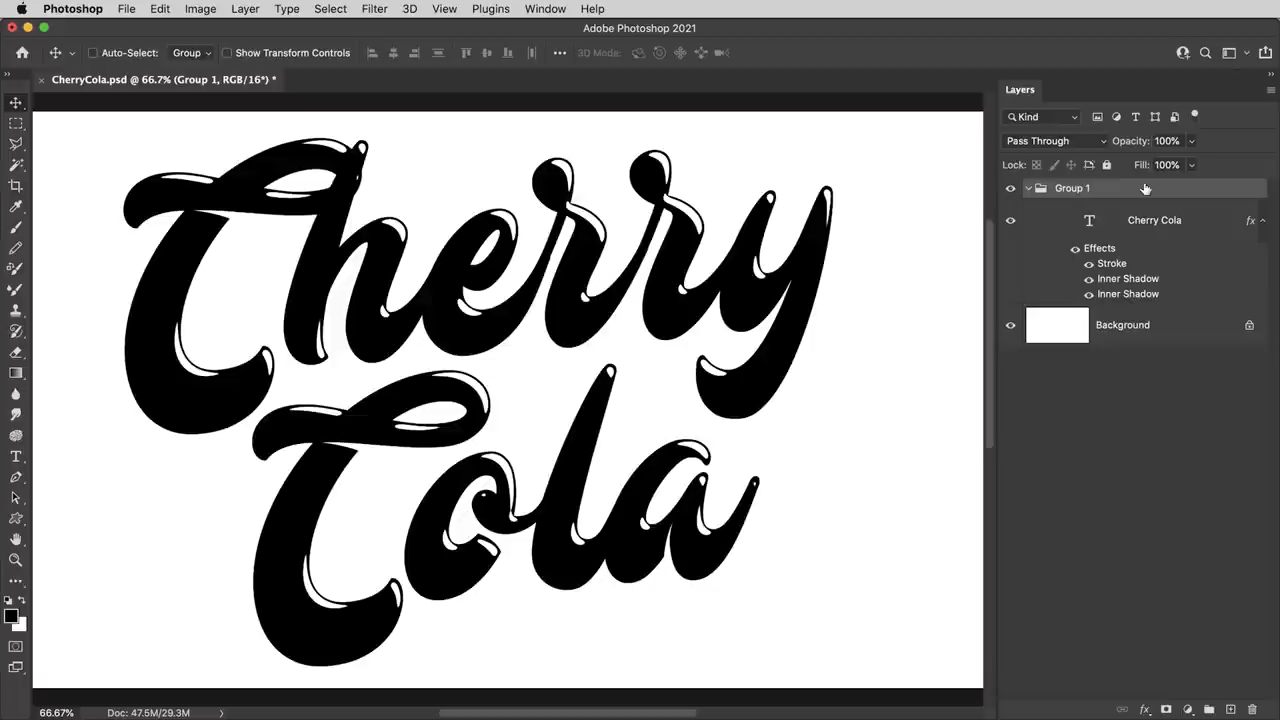 Photoshop File Edit Image Layer Type Select Filter 3D View Plugins Window Help
Adobe Photoshop 2021
Auto-Select: Group Show Transform Controls 3D Mode:
CherryCola.psd @ 66.7% (Group 1, RGB/16*) *
Layers
Kind
Pass Through Opacity: 100%
Lock: Fill: 100%
Group 1
T Cherry Cola fx
Effects
Stroke
Inner Shadow
Inner Shadow
Background
Cherry
Cola
66.67% Doc: 47.5M/29.3M